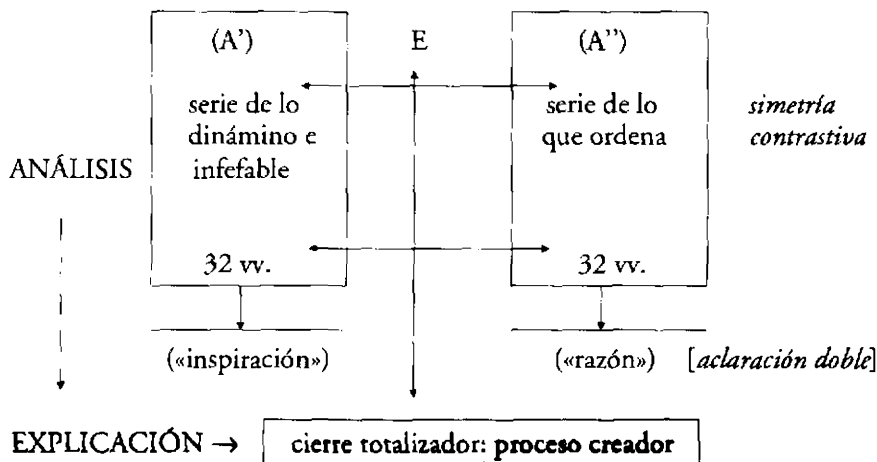 (A') E (A'')
serie de lo serie de lo simetría
dinámino e que ordena contrastiva
ANÁLISIS infefable
32 vv. 32 vv.
(«inspiración») («razón») [aclaración doble]
EXPLICACIÓN → cierre totalizador: proceso creador